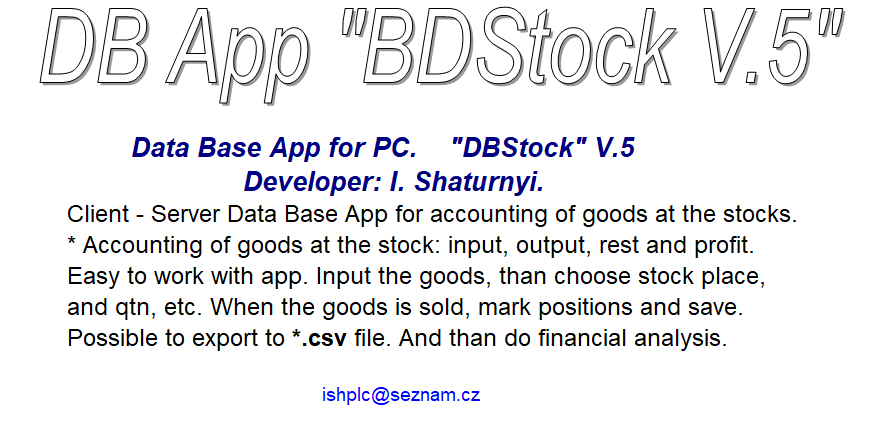 DB App "BDStock V.5"
Data Base App for PC. "DBStock" V.5
Developer: I. Shaturnyi.
Client - Server Data Base App for accounting of goods at the stocks.
* Accounting of goods at the stock: input, output, rest and profit.
Easy to work with app. Input the goods, than choose stock place,
and qtn, etc. When the goods is sold, mark positions and save.
Possible to export to *.csv file. And than do financial analysis.
ishplc@seznam.cz